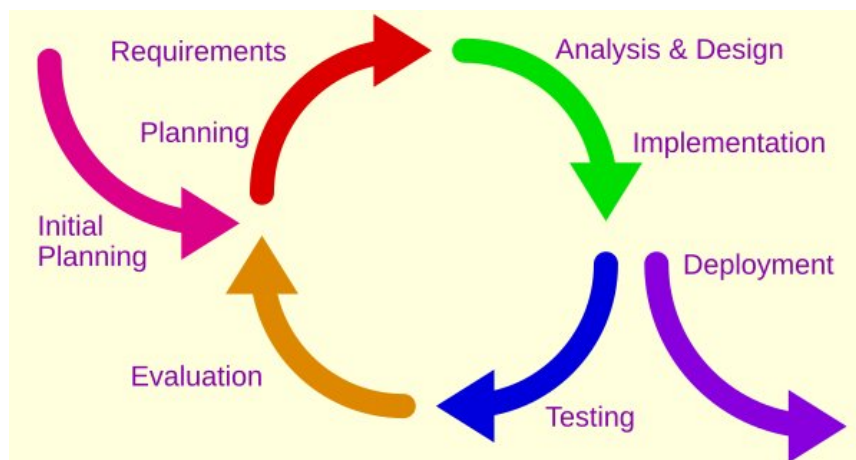 Requirements
Analysis & Design
Planning
Implementation
Initial
Planning
Deployment
Evaluation
Testing